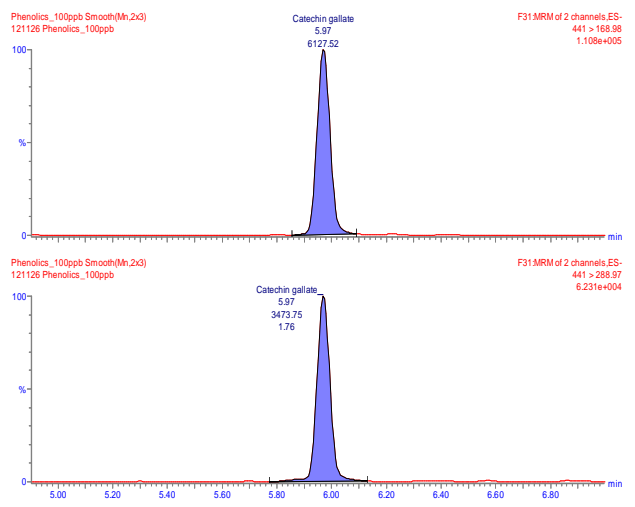 Phenolics_100ppb Smooth(Mn,2x3)
121126 Phenolics_100ppb
F31:MRM of 2 channels,ES-
441 > 168.98
1.108e+005
Catechin gallate
5.97
6127.52
100
%
0
min
Phenolics_100ppb Smooth(Mn,2x3)
121126 Phenolics_100ppb
F31:MRM of 2 channels,ES-
441 > 288.97
6.231e+004
Catechin gallate
5.97
3473.75
1.76
100
%
0
min
5.00 5.20 5.40 5.60 5.80 6.00 6.20 6.40 6.60 6.80